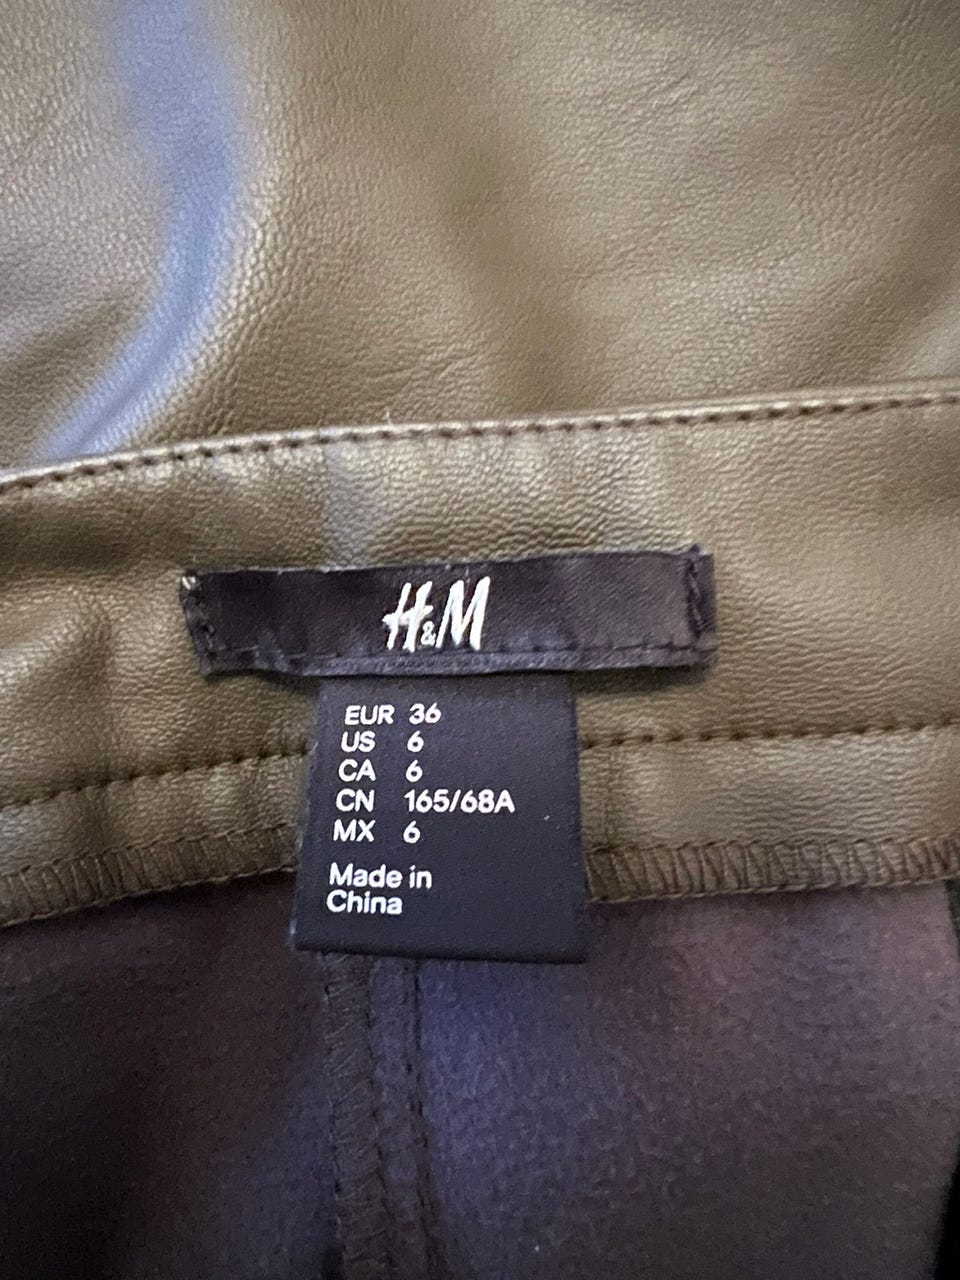 H&M
EUR 36
US 6
CA 6
CN 165/68A
MX 6
Made in
China